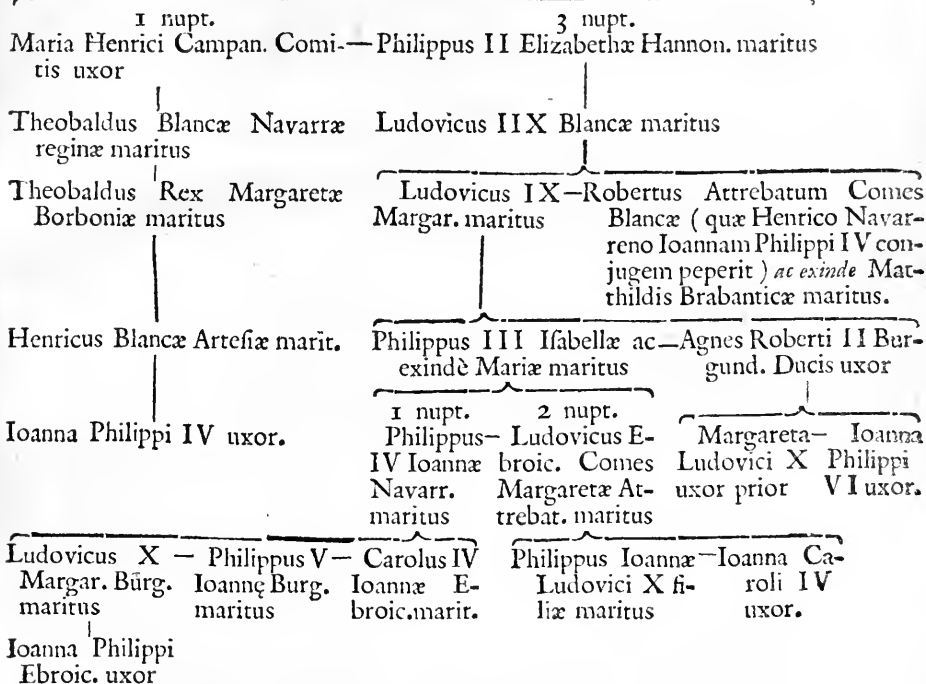 1 nupt. 3 nupt.
Maria Henrici Campan. Comi-—Philippus II Elizabethæ Hannon. maritus
tis uxor
Theobaldus Blancæ Navarræ Ludovicus IIX Blancæ maritus
reginæ maritus
Theobaldus Rex Margaretæ Ludovicus IX—Robertus Attrebatum Comes
Borboniæ maritus Margar. maritus Blancæ ( quæ Henrico Navar-
reno Ioannam Philippi IV con-
jugem peperit ) ac exinde Mat-
thildis Brabanticæ maritus.
Henricus Blancæ Artesiæ marit. Philippus III Isabellæ ac—Agnes Roberti II Bur-
exindè Mariæ maritus gund. Ducis uxor
1 nupt. 2 nupt.
Ioanna Philippi IV uxor. Philippus— Ludovicus E- Margareta— Ioanna
IV Ioannæ broic. Comes Ludovici X Philippi
Navarr. Margaretæ At- uxor prior VI uxor.
maritus trebat. maritus
Ludovicus X — Philippus V— Carolus IV Philippus Ioannæ—Ioanna Ca-
Margar. Bürg. Ioannę Burg. Ioannæ E- Ludovici X fi- roli IV
maritus maritus broic.marit. liæ maritus uxor.
Ioanna Philippi
Ebroic. uxor